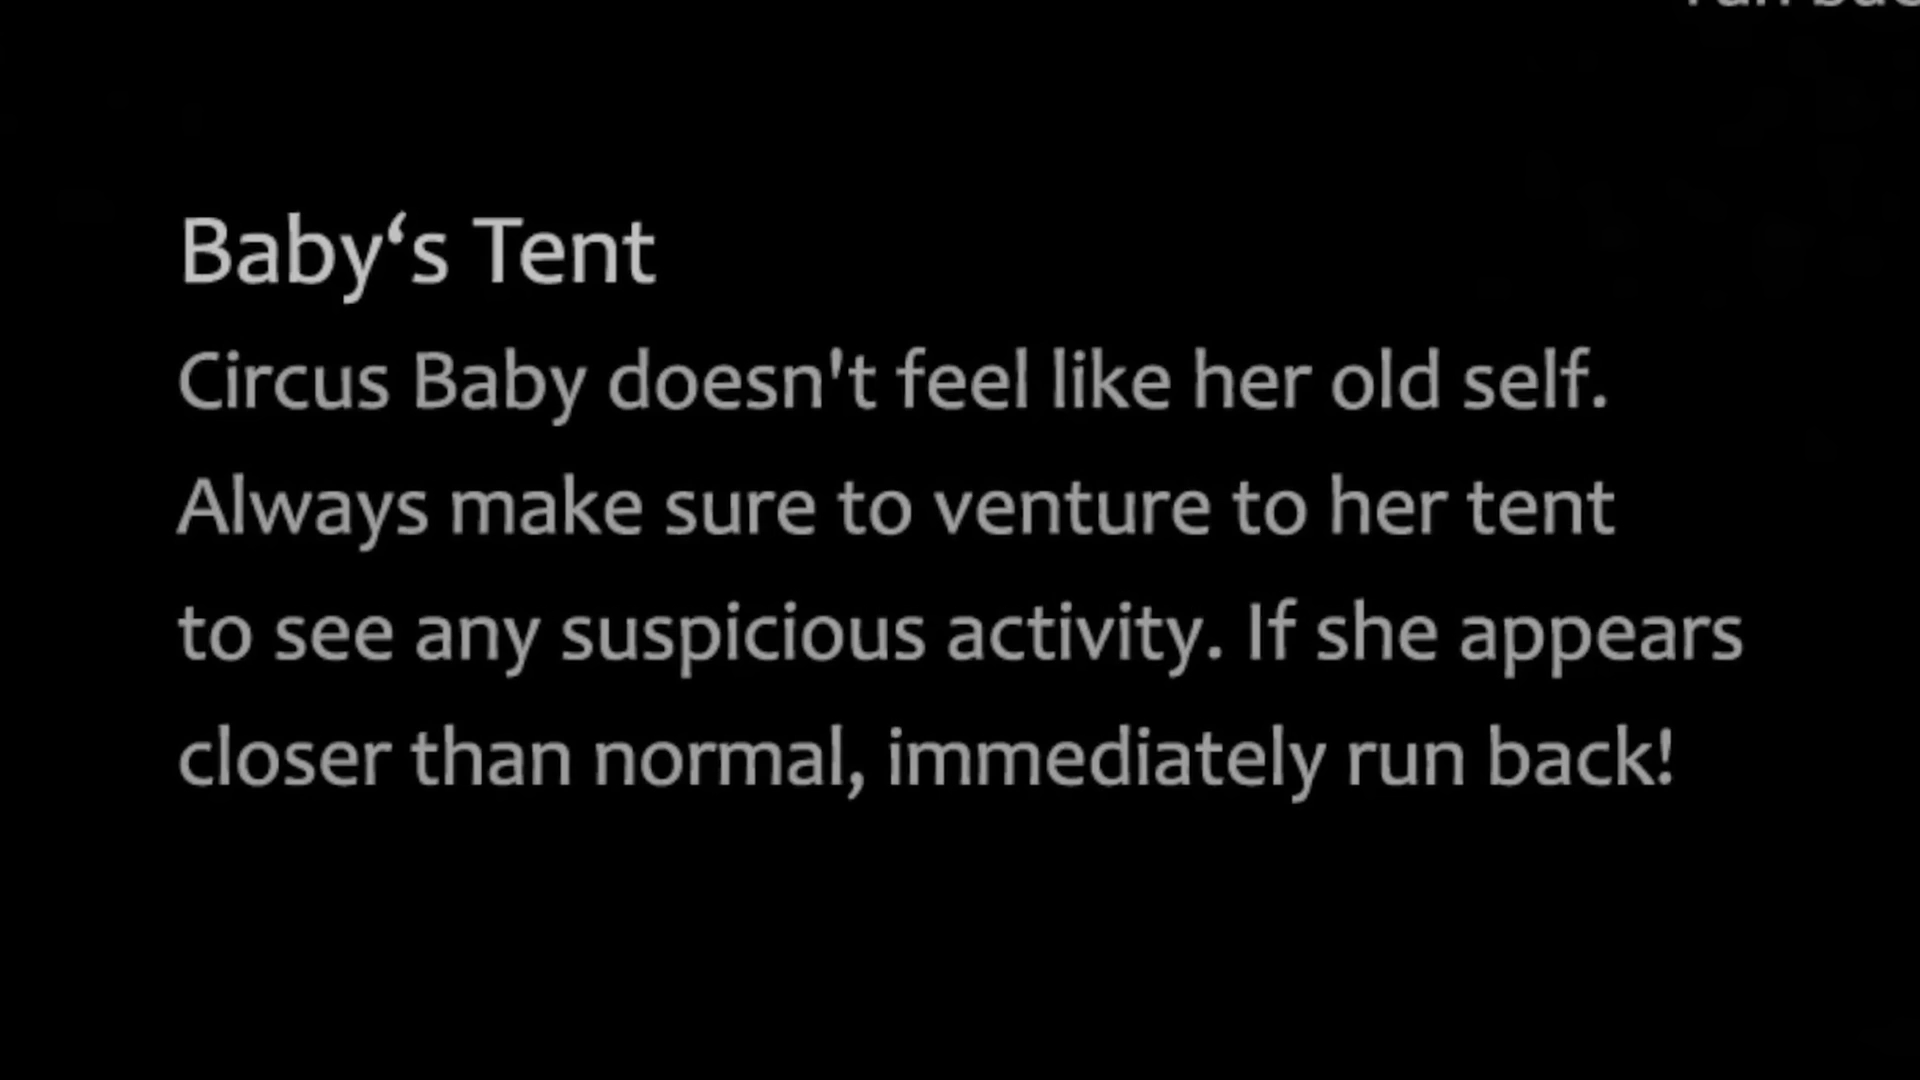 Baby‘s Tent
Circus Baby doesn't feel like her old self.
Always make sure to venture to her tent
to see any suspicious activity. If she appears
closer than normal, immediately run back!